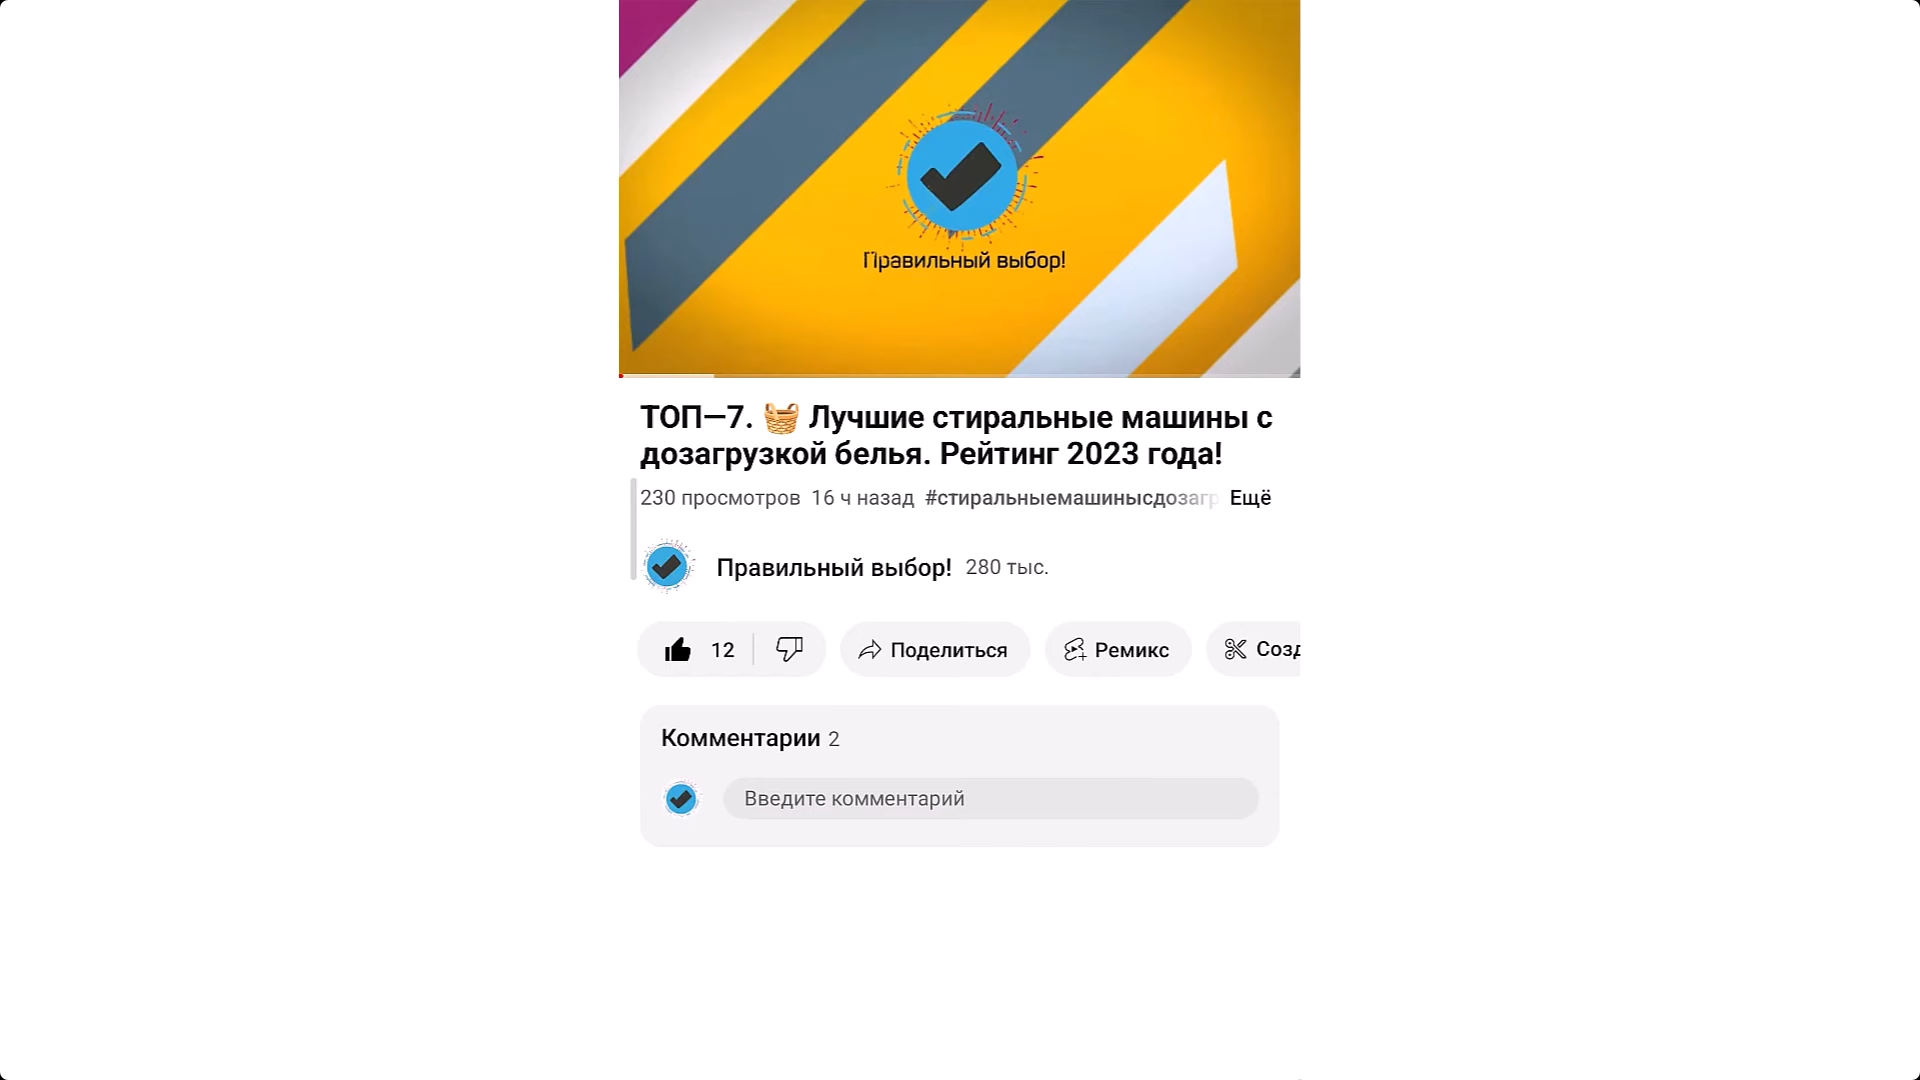 Правильный выбор!
ТОП—7. 🧺 Лучшие стиральные машины с
дозагрузкой белья. Рейтинг 2023 года!
230 просмотров 16 ч назад #стиральныемашинысдозагр Ещё
Правильный выбор! 280 тыс.
12 Поделиться Ремикс Созд
Комментарии 2
Введите комментарий